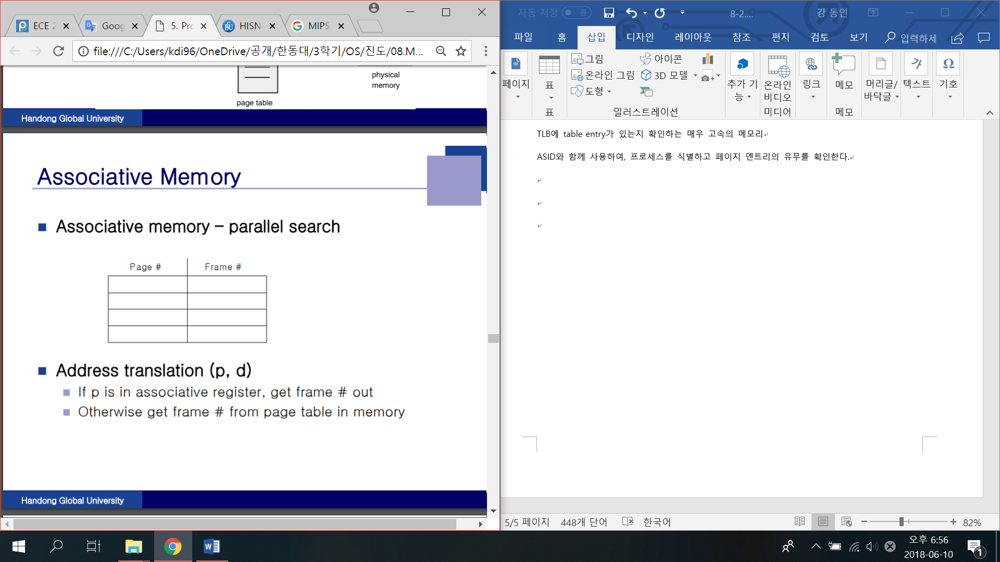 ECE 2
Goog
5. Pro
HISN
MIPS
file:///C:/Users/kdi96/OneDrive/공개/한동대/3학기/OS/진도/08.M...
physical
memory
page table
Handong Global University
Associative Memory
Associative memory – parallel search
Page #
Frame #
Address translation (p, d)
If p is in associative register, get frame # out
Otherwise get frame # from page table in memory
Handong Global University
자동 저장
끔
8-2....
강 동인
파일
홈
삽입
디자인
레이아웃
참조
편지
검토
보기
입력하세
페이지
표
그림
온라인 그림
도형
아이콘
3D 모델
추가 기
능
온라인
비디오
링크
메모
머리글/
바닥글
텍스트
기호
표
일러스트레이션
미디어
메모
TLB에 table entry가 있는지 확인하는 매우 고속의 메모리
ASID와 함께 사용하여, 프로세스를 식별하고 페이지 엔트리의 유무를 확인한다.
5/5 페이지
448개 단어
한국어
82%
오후 6:56
2018-06-10
1